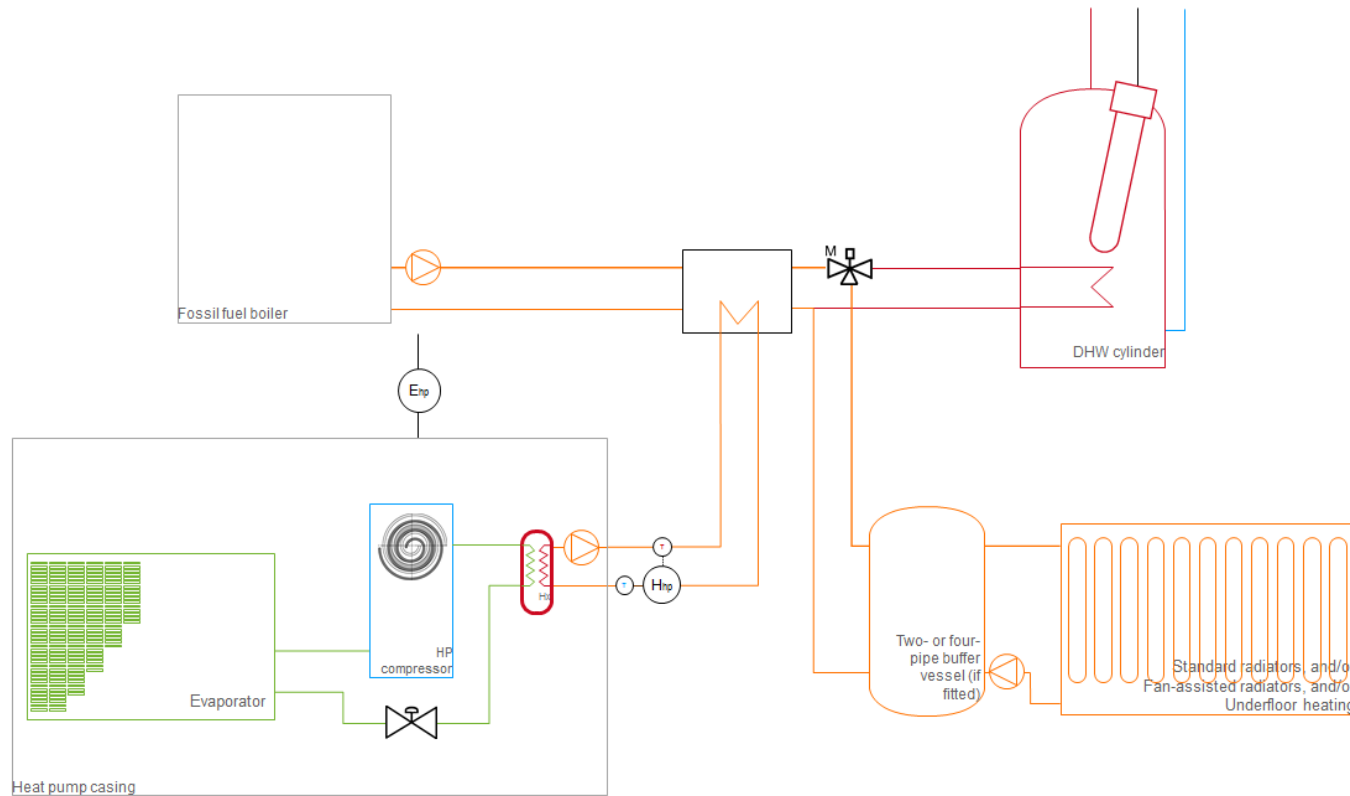 M
Fossil fuel boiler
DHW cylinder
Ehp
T
T
Hhp
Hx
HP
compressor
Evaporator
Two- or four-
pipe buffer
vessel (if
fitted)
Standard radiators, and/o
Fan-assisted radiators, and/o
Underfloor heating
Heat pump casing